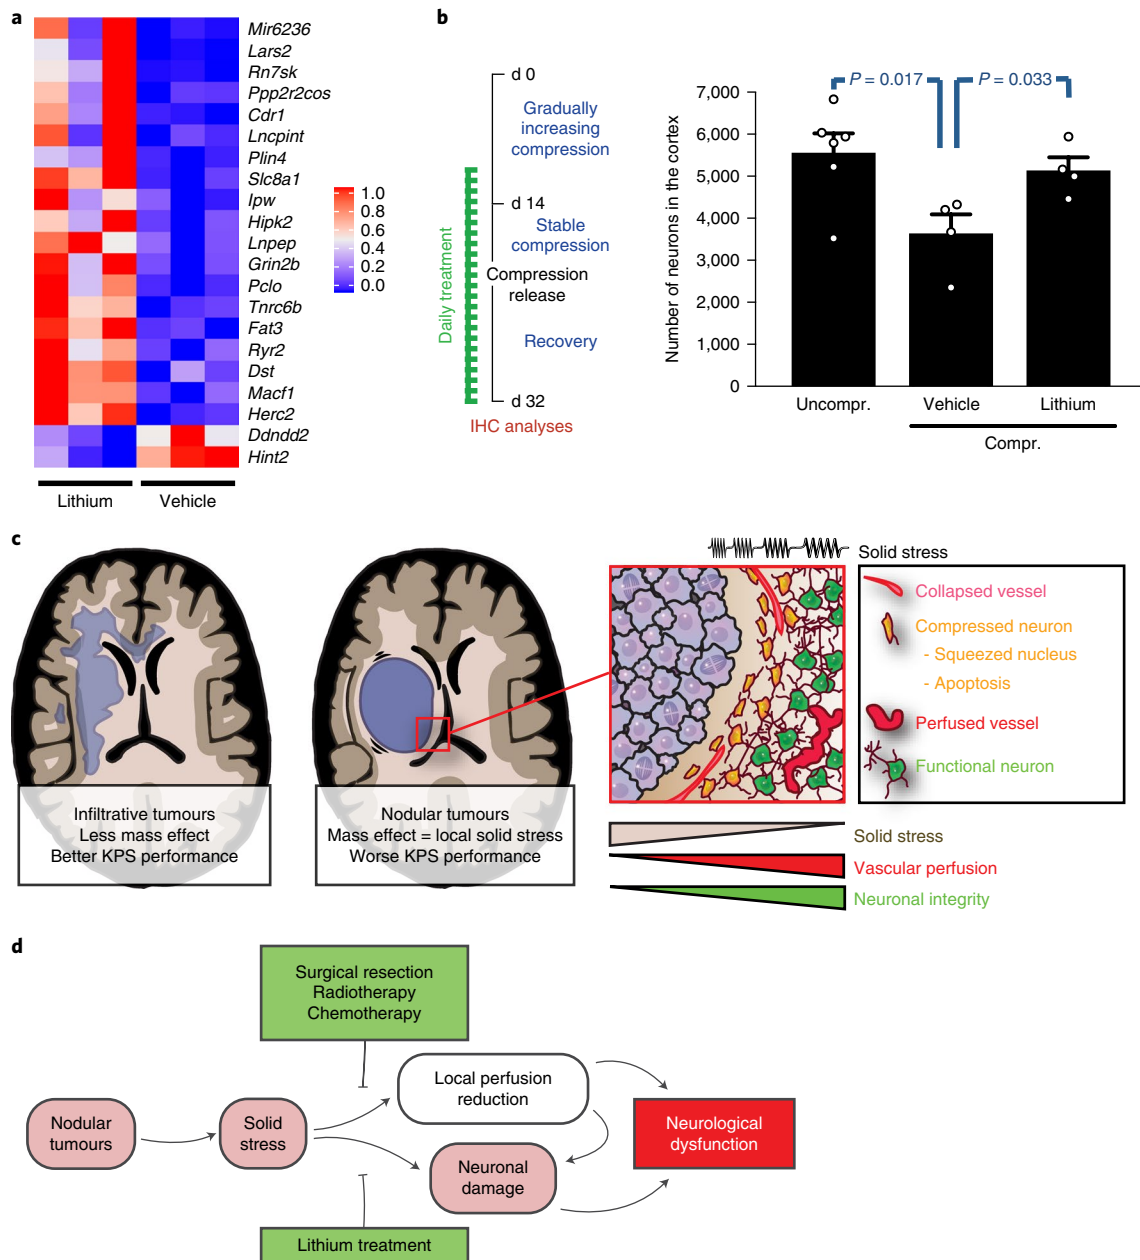 a
Mir6236
Lars2
Rn7sk
Ppp2r2cos
Cdr1
Lncpint
Plin4
Slc8a1
Ipw
Hipk2
Lnpep
Grin2b
Pclo
Tnrc6b
Fat3
Ryr2
Dst
Macf1
Herc2
Ddndd2
Hint2
1.0
0.8
0.6
0.4
0.2
0.0
Lithium
Vehicle
b
Daily treatment
d 0
Gradually
increasing
compression
d 14
Stable
compression
Compression
release
Recovery
d 32
IHC analyses
Number of neurons in the cortex
7,000
6,000
5,000
4,000
3,000
2,000
1,000
0
P = 0.017
P = 0.033
Uncompr.
Vehicle
Lithium
Compr.
c
Infiltrative tumours
Less mass effect
Better KPS performance
Nodular tumours
Mass effect = local solid stress
Worse KPS performance
Solid stress
Collapsed vessel
Compressed neuron
- Squeezed nucleus
- Apoptosis
Perfused vessel
Functional neuron
Solid stress
Vascular perfusion
Neuronal integrity
d
Surgical resection
Radiotherapy
Chemotherapy
Nodular
tumours
Solid
stress
Local perfusion
reduction
Neuronal
damage
Neurological
dysfunction
Lithium treatment